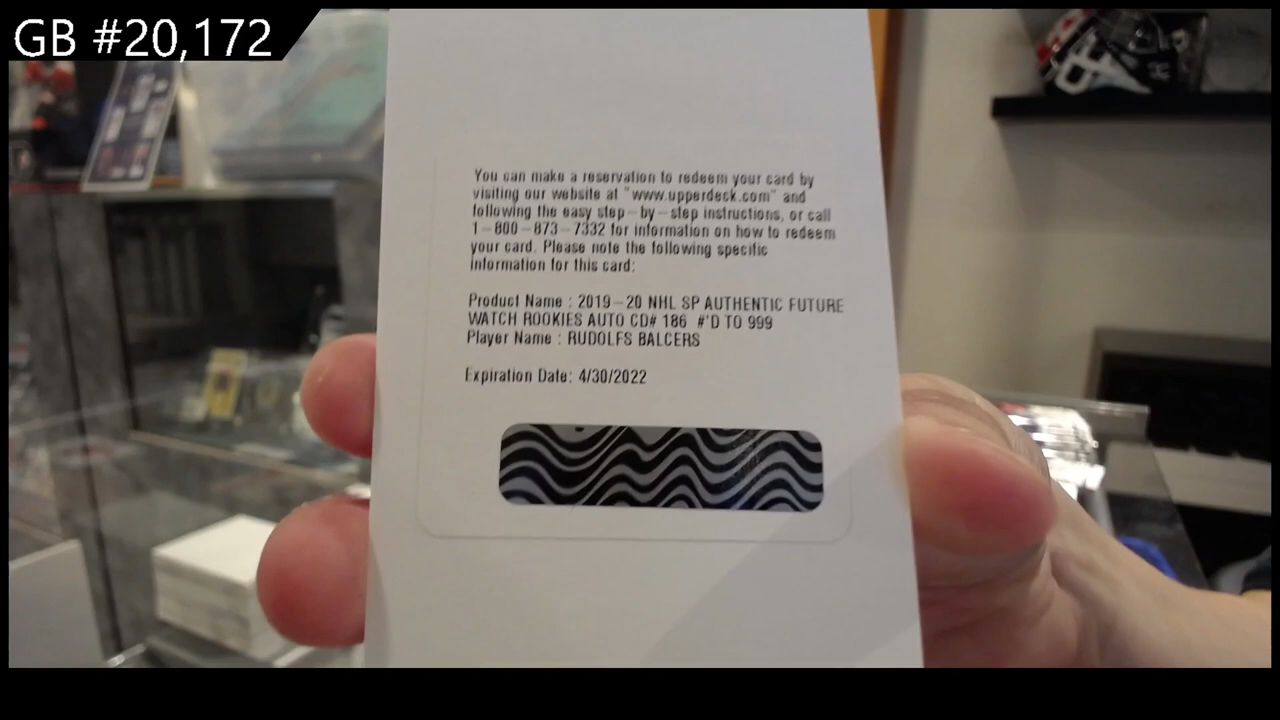 GB #20,172
You can make a reservation to redeem your card by
visiting our website at "www.upperdeck.com" and
following the easy step-by-step instructions, or call
1-800-873-7332 for information on how to redeem
your card. Please note the following specific
information for this card:
Product Name : 2019-20 NHL SP AUTHENTIC FUTURE
WATCH ROOKIES AUTO CD# 186 #'D TO 999
Player Name : RUDOLFS BALCERS
Expiration Date: 4/30/2022